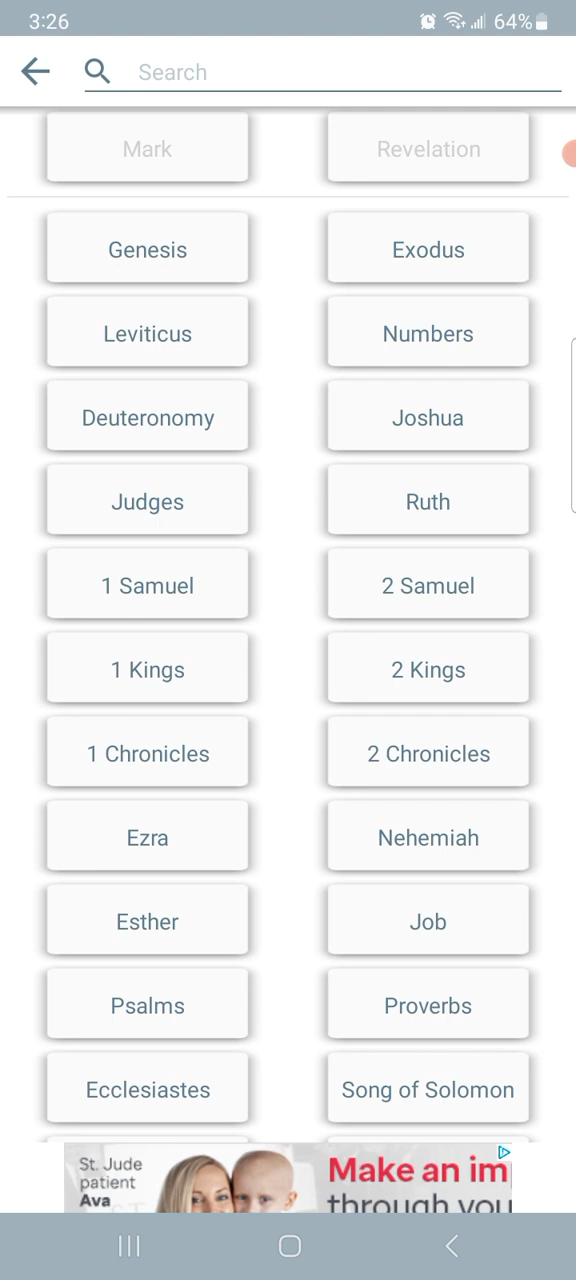 3:26
64%
Search
Mark
Revelation
Genesis
Exodus
Leviticus
Numbers
Deuteronomy
Joshua
Judges
Ruth
1 Samuel
2 Samuel
1 Kings
2 Kings
1 Chronicles
2 Chronicles
Ezra
Nehemiah
Esther
Job
Psalms
Proverbs
Ecclesiastes
Song of Solomon
St. Jude
patient
Ava
Make an im
through you